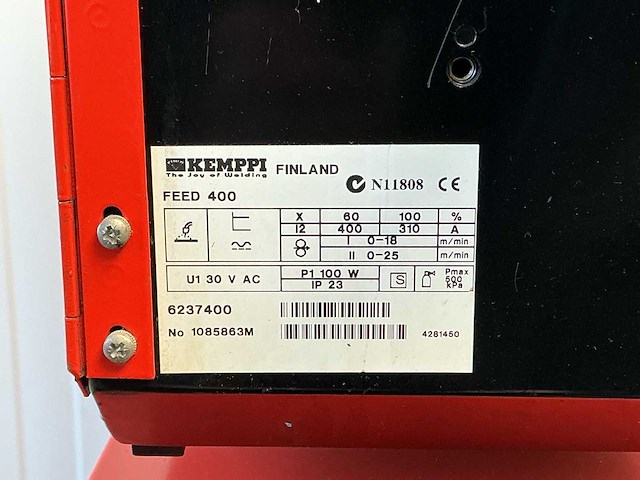 KEMPPI FINLAND
The Joy of Welding
N11808 CE
FEED 400
X 60 100 %
I2 400 310 A
I 0-18 m/min
II 0-25 m/min
U1 30 V AC P1 100 W S Pmax
IP 23 500
kPa
6237400
No 1085863M 4281450